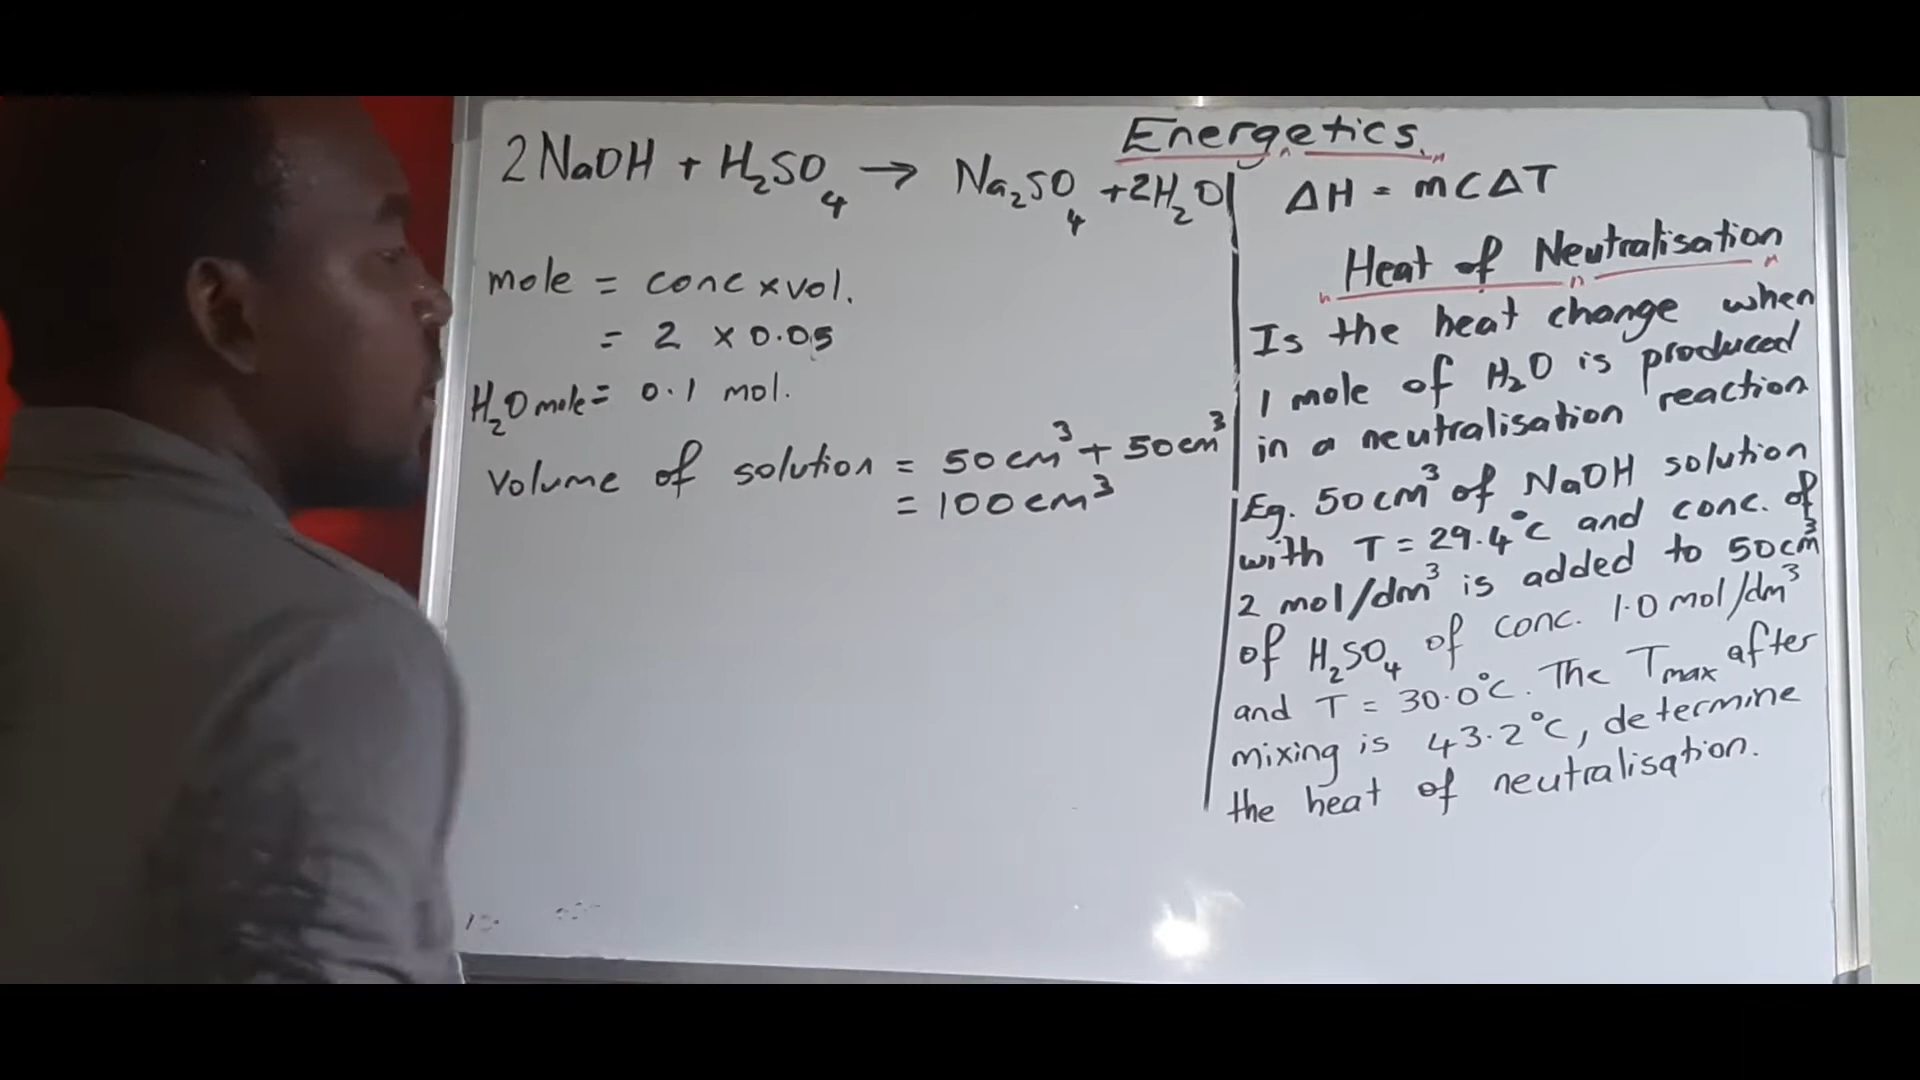 2NaOH + H₂SO₄ → Na₂SO₄ + 2H₂O
mole = conc × vol.
= 2 × 0.05
H₂O mole = 0.1 mol.
Volume of solution = 50cm³ + 50cm³
= 100cm³
Energetics.
ΔH = mCΔT
Heat of Neutralisation
Is the heat change when
1 mole of H₂O is produced
in a neutralisation reaction
Eg. 50cm³ of NaOH solution
with T = 29.4°C and conc. of
2 mol/dm³ is added to 50cm³
of H₂SO₄ of conc. 1.0 mol/dm³
and T = 30.0°C. The Tmax after
mixing is 43.2°C, determine
the heat of neutralisation.